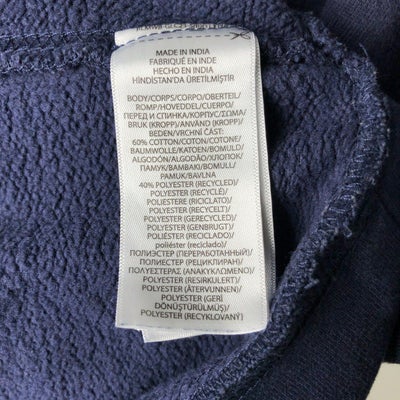 MADE IN INDIA
FABRIQUÉ EN INDE
HECHO EN INDIA
HİNDİSTAN'DA ÜRETİLMİŞTİR
BODY/CORPS/CORPO/OBERTEIL/
ROMP/HOVEDDEL/CUERPO/
ПЕРЕД И СПИНКА/КОРПУС/ΣΩΜΑ/
BRUK (KROPP)/ANVÄND (KROPP)/
BEDEN/VRCHNÍ ČÁST:
60% COTTON/COTON/COTONE/
BAUMWOLLE/KATOEN/BOMULD/
ALGODÓN/ALGODÃO/ХЛОПОК/
ПАМУК/ΒΑΜΒΑΚΙ/BOMULL/
PAMUK/BAVLNA
40% POLYESTER (RECYCLED)/
POLYESTER (RECYCLÉ)/
POLIESTERE (RICICLATO)/
POLYESTER (RECYCELT)/
POLYESTER (GERECYCLED)/
POLYESTER (GENBRUGT)/
POLIÉSTER (RECICLADO)/
poliéster (reciclado)/
ПОЛИЭСТЕР (ПЕРЕРАБОТАННЫЙ)/
ПОЛИЕСТЕР (РЕЦИКЛИРАН)/
ΠΟΛΥΕΣΤΕΡΑΣ (ΑΝΑΚΥΚΛΩΜΕΝΟ)/
POLYESTER (RESIRKULERT)/
POLYESTER (ÅTERVUNNEN)/
POLYESTER (GERİ
DÖNÜŞTÜRÜLMÜŞ)/
POLYESTER (RECYKLOVANÝ)